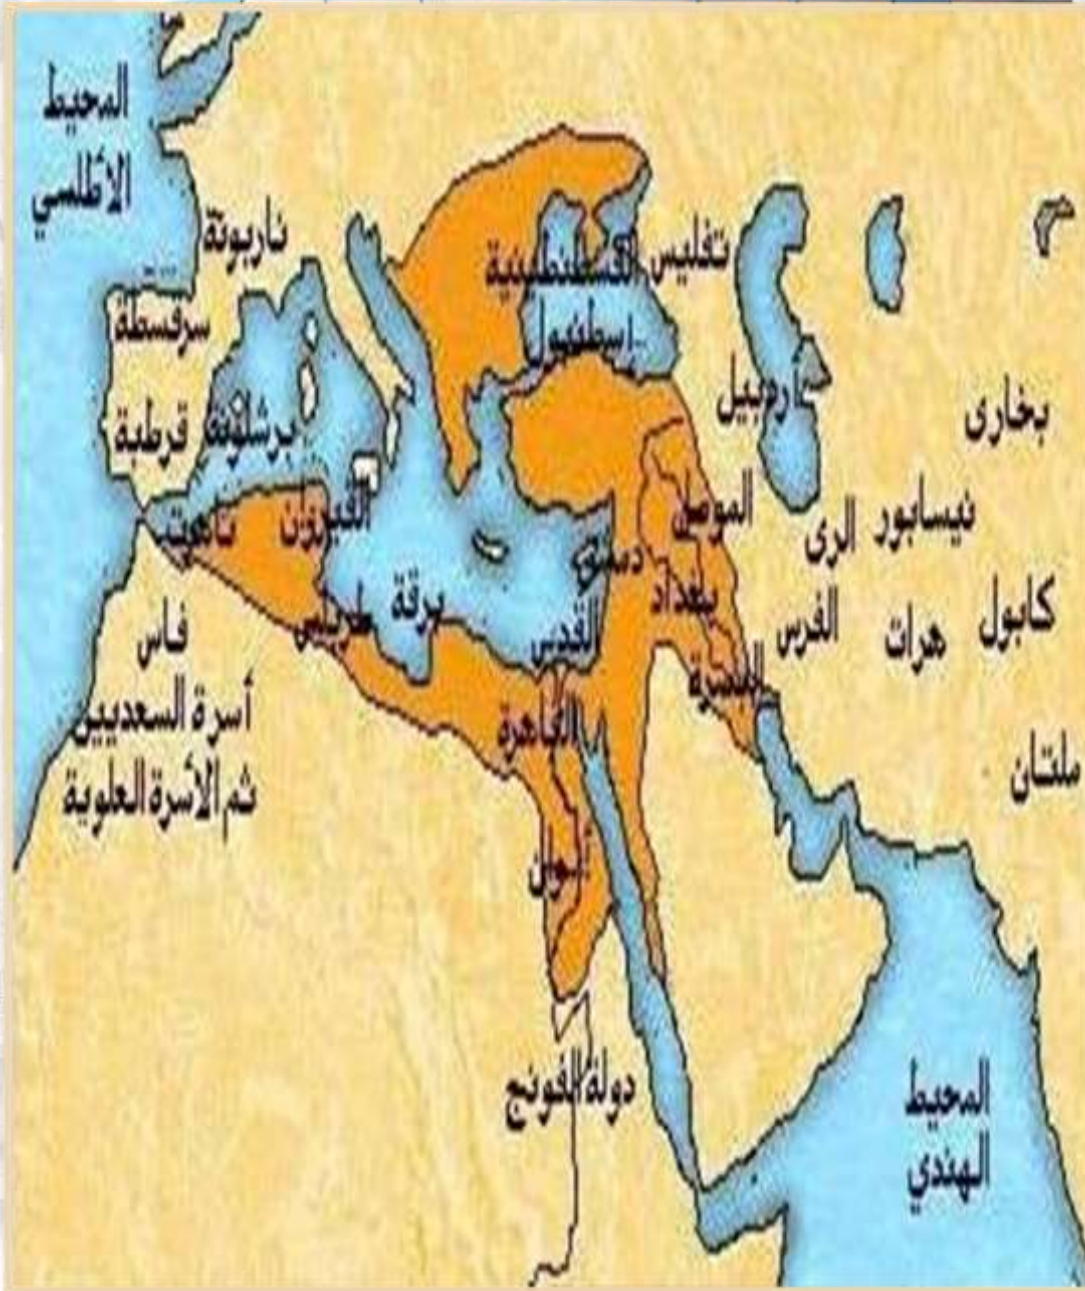 المحيط
الأطلسي
ناربونة
القسطنطينية
إسطنبول
تفليس
سرقسطة
أردبيل
بخارى
قرطبة
برشلونة
تاهرت
القيروان
الموصل
الرى
نيسابور
دمشق
برقة
طرابلس
القدس
بغداد
الفرس
هرات
كابول
فاس
أسرة السعديين
ثم الأسرة العلوية
البصرة
القاهرة
ملتان
أسوان
دولة الفونج
المحيط
الهندي